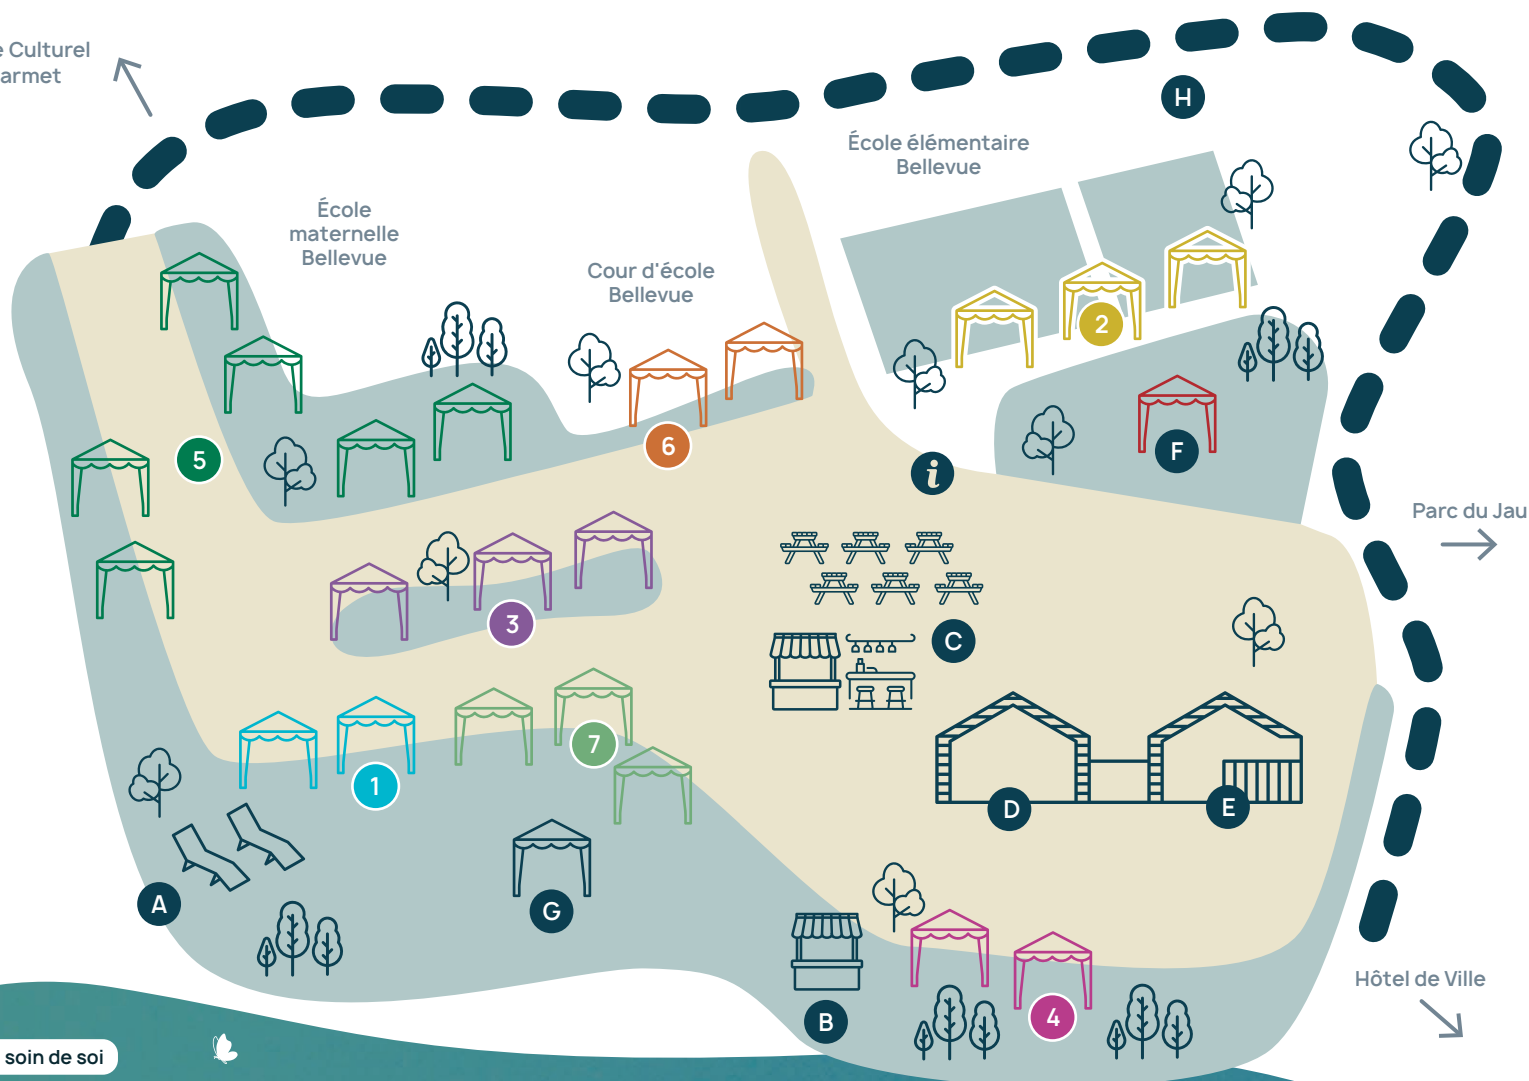 Culturel
H
École élémentaire
Bellevue
École
maternelle
Bellevue
Cour d'école
Bellevue
2
5
6
F
i
Parc du Jau
3
C
7
1
D
E
A
G
B
4
Hôtel de Ville
soin de soi